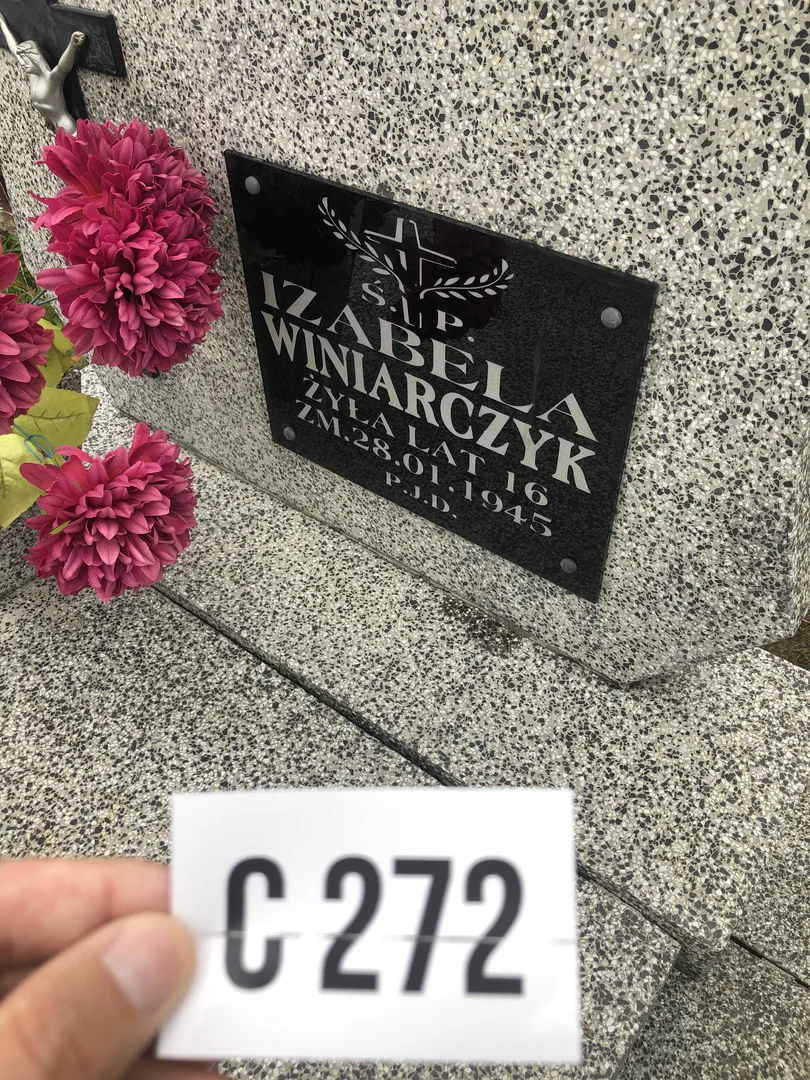 Ś. P.
IZABELA
WINIARCZYK
ŻYŁA LAT 16
ZM.28.01.1945
P.J.D.
C 272